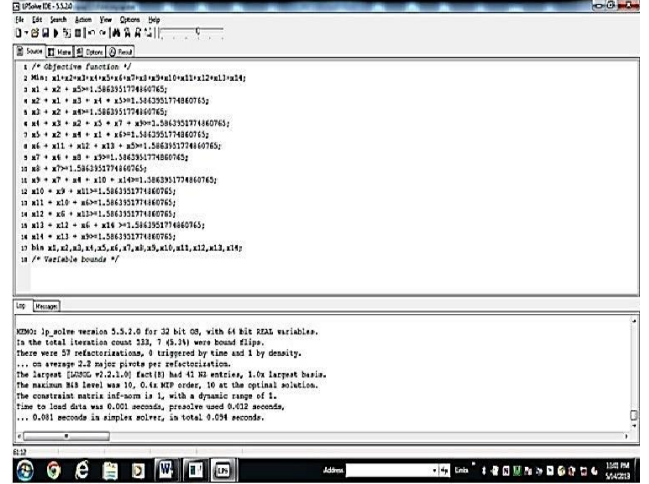 LPSolve IDE - 5.5.2.0
File Edit Search Action View Options Help
Source Matrix Options Result
1 /* Objective function */
2 Min: x1+x2+x3+x4+x5+x6+x7+x8+x9+x10+x11+x12+x13+x14;
3 x1 + x2 + x5>=1.5863951774860765;
4 x2 + x1 + x3 + x4 + x5>=1.5863951774860765;
5 x3 + x2 + x4>=1.5863951774860765;
6 x4 + x3 + x2 + x5 + x7 + x9>=1.5863951774860765;
7 x5 + x2 + x4 + x1 + x6>=1.5863951774860765;
8 x6 + x11 + x12 + x13 + x5>=1.5863951774860765;
9 x7 + x4 + x8 + x9>=1.5863951774860765;
10 x8 + x7>=1.5863951774860765;
11 x9 + x7 + x4 + x10 + x14>=1.5863951774860765;
12 x10 + x9 + x11>=1.5863951774860765;
13 x11 + x10 + x6>=1.5863951774860765;
14 x12 + x6 + x13>=1.5863951774860765;
15 x13 + x12 + x6 + x14 >=1.5863951774860765;
16 x14 + x13 + x9>=1.5863951774860765;
17 bin x1,x2,x3,x4,x5,x6,x7,x8,x9,x10,x11,x12,x13,x14;
18 /* Variable bounds */
Log Messages
MEMO: lp_solve version 5.5.2.0 for 32 bit OS, with 64 bit REAL variables.
In the total iteration count 133, 7 (5.3%) were bound flips.
There were 57 refactorizations, 0 triggered by time and 1 by density.
... on average 2.2 major pivots per refactorization.
The largest [LUSOL v2.2.1.0] fact(B) had 41 NZ entries, 1.0x largest basis.
The maximum B&B level was 10, 0.4x MIP order, 10 at the optimal solution.
The constraint matrix inf-norm is 1, with a dynamic range of 1.
Time to load data was 0.001 seconds, presolve used 0.012 seconds,
... 0.081 seconds in simplex solver, in total 0.094 seconds.
61:12
Address Links 11:01 PM
5/14/2013